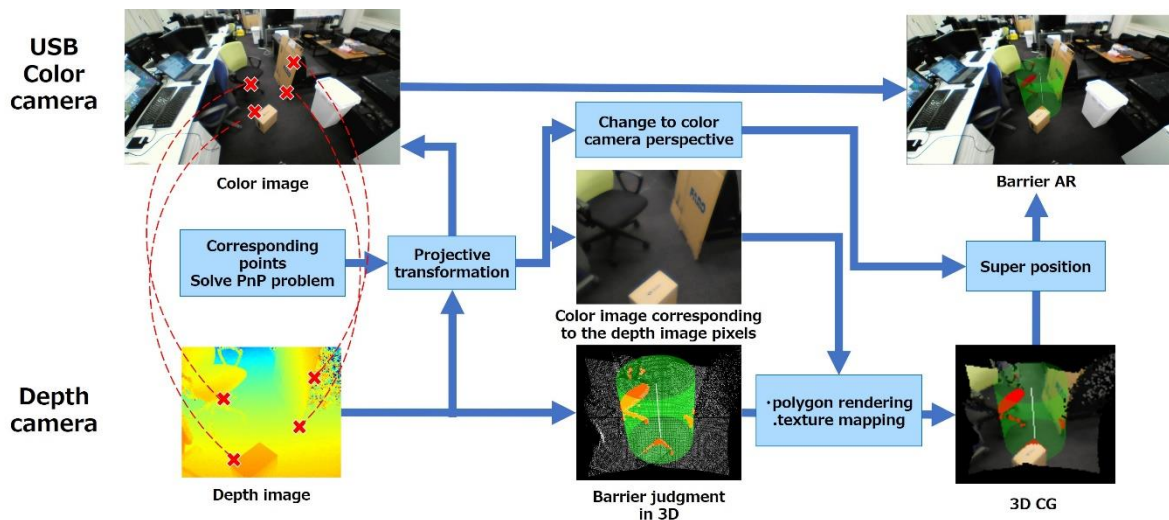 USB
Color
camera
Color image
Change to color
camera perspective
Barrier AR
Corresponding
points
Solve PnP problem
Projective
transformation
Super position
Color image corresponding
to the depth image pixels
Depth
camera
・polygon rendering
.texture mapping
Depth image
Barrier judgment
in 3D
3D CG